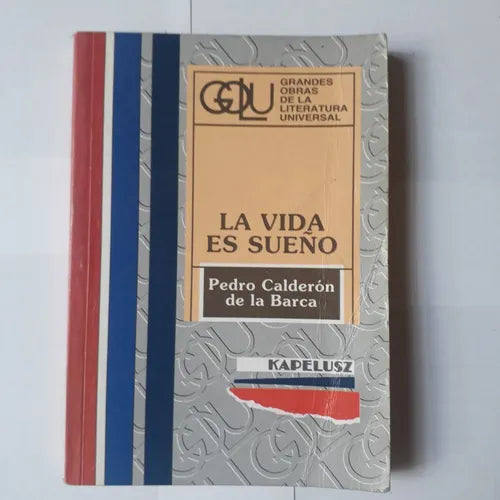 GOLU
GRANDES
OBRAS
DE LA
LITERATURA
UNIVERSAL
LA VIDA
ES SUEÑO
Pedro Calderón
de la Barca
KAPELUSZ